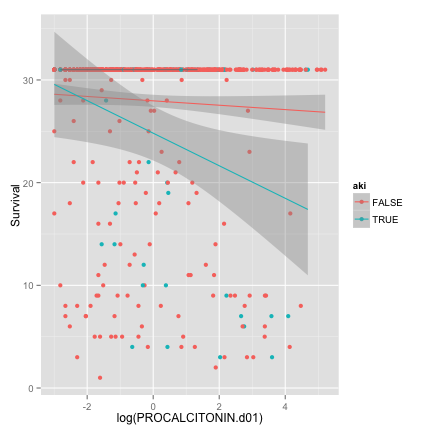 30
20
10
0
Survival
-2
0
2
4
log(PROCALCITONIN.d01)
aki
FALSE
TRUE